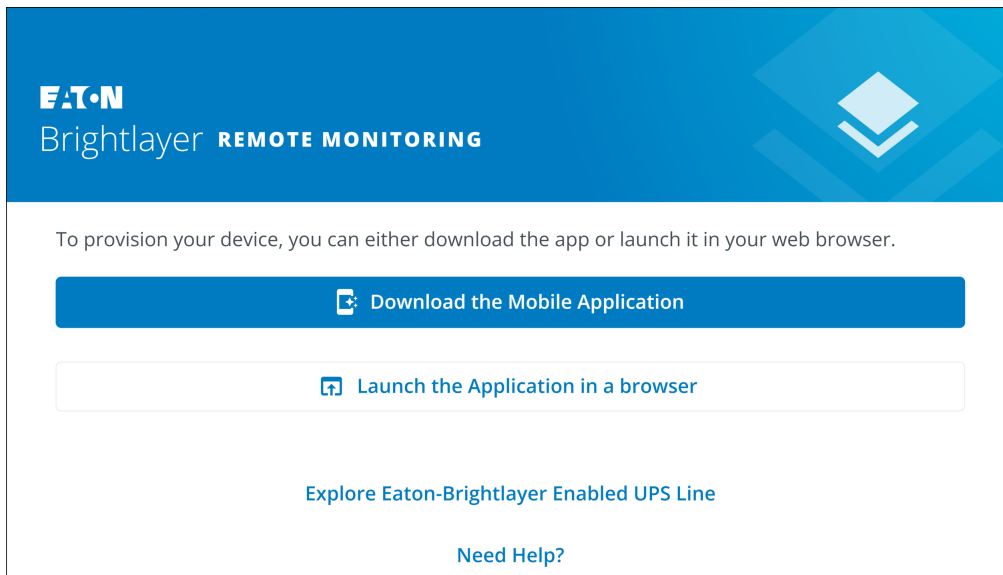 EATON
Brightlayer REMOTE MONITORING
To provision your device, you can either download the app or launch it in your web browser.
Download the Mobile Application
Launch the Application in a browser
Explore Eaton-Brightlayer Enabled UPS Line
Need Help?